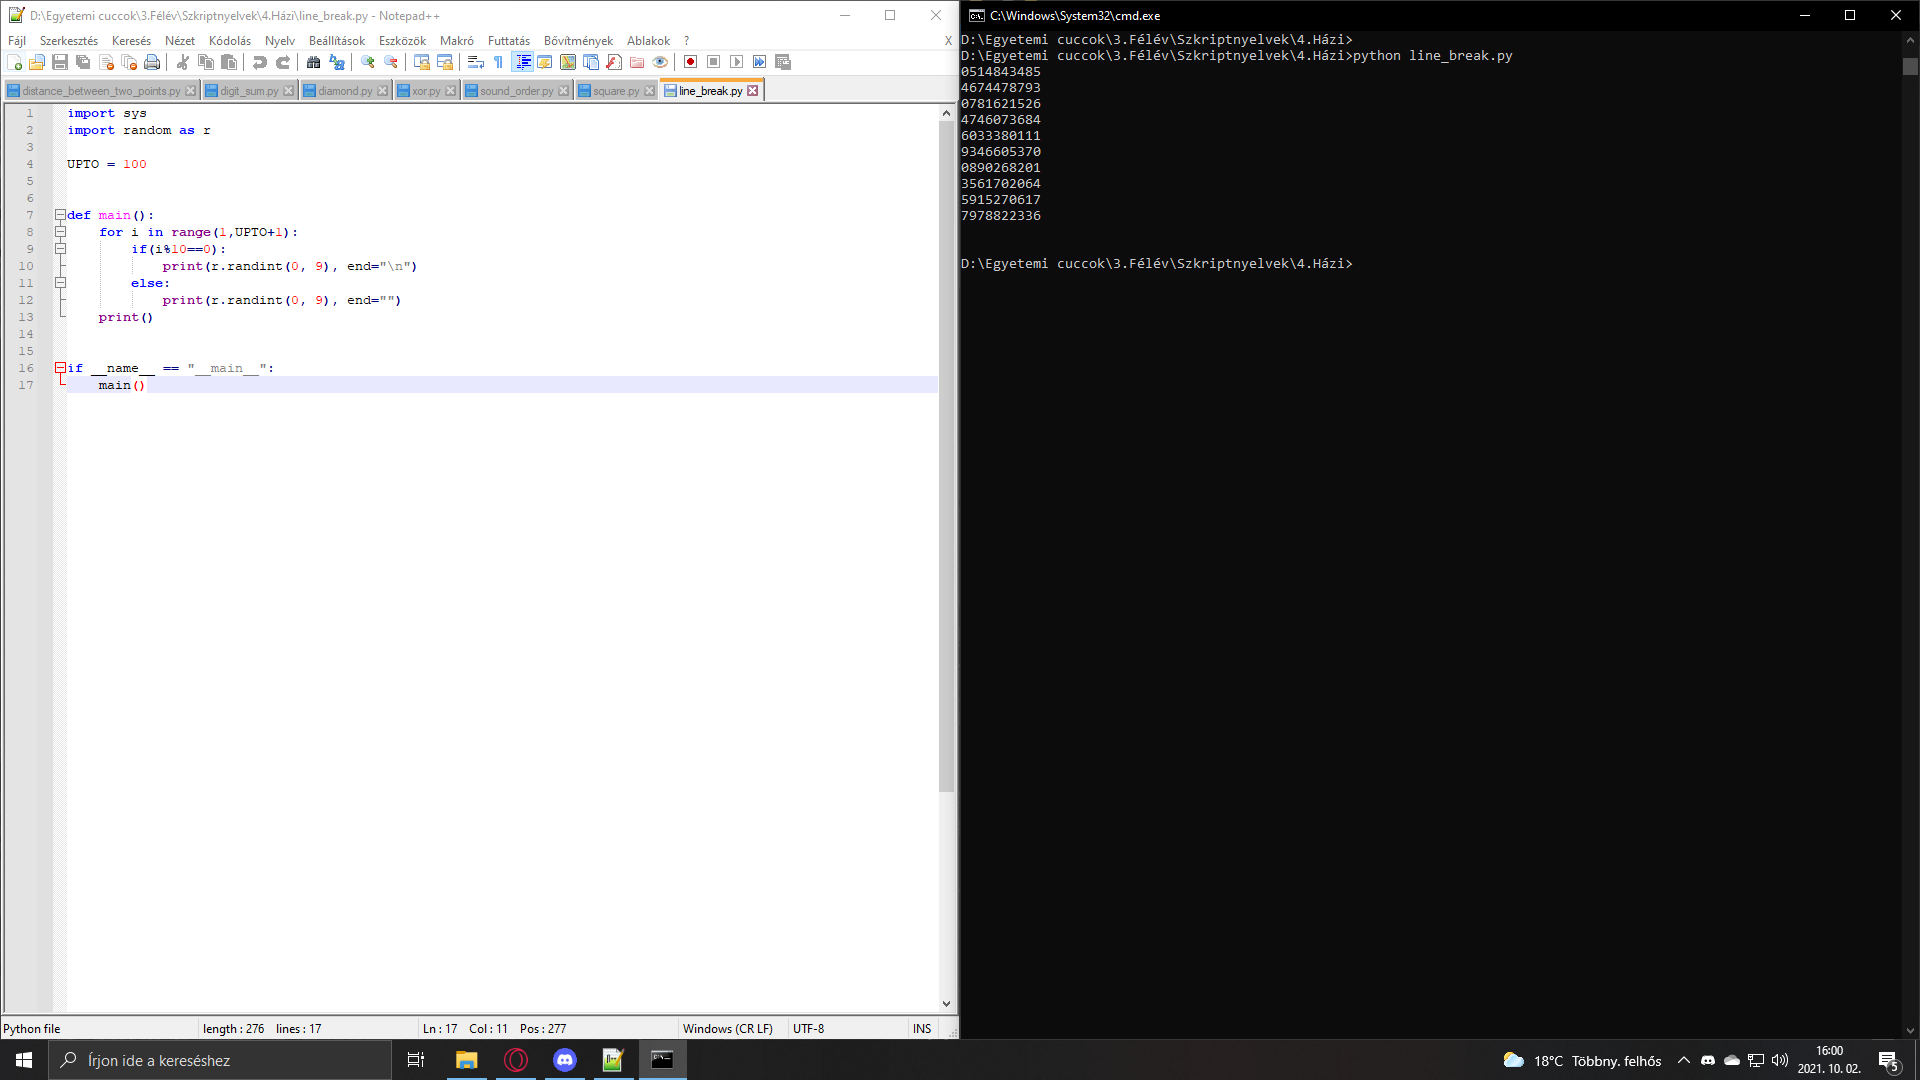 D:\Egyetemi cuccok\3.Félév\Szkriptnyelvek\4.Házi\line_break.py - Notepad++
Fájl Szerkesztés Keresés Nézet Kódolás Nyelv Beállítások Eszközök Makró Futtatás Bővítmények Ablakok ? X
distance_between_two_points.py digit_sum.py diamond.py xor.py sound_order.py square.py line_break.py
1 import sys
2 import random as r
3
4 UPTO = 100
5
6
7 def main():
8     for i in range(1,UPTO+1):
9         if(i%10==0):
10             print(r.randint(0, 9), end="\n")
11         else:
12             print(r.randint(0, 9), end="")
13     print()
14
15
16 if __name__ == "__main__":
17     main()
Python file length : 276 lines : 17 Ln : 17 Col : 11 Pos : 277 Windows (CR LF) UTF-8 INS
C:\Windows\System32\cmd.exe
D:\Egyetemi cuccok\3.Félév\Szkriptnyelvek\4.Házi>
D:\Egyetemi cuccok\3.Félév\Szkriptnyelvek\4.Házi>python line_break.py
0514843485
4674478793
0781621526
4746073684
6033380111
9346605370
0890268201
3561702064
5915270617
7978822336
D:\Egyetemi cuccok\3.Félév\Szkriptnyelvek\4.Házi>
Írjon ide a kereséshez
18°C Többny. felhős
16:00
2021. 10. 02.
5